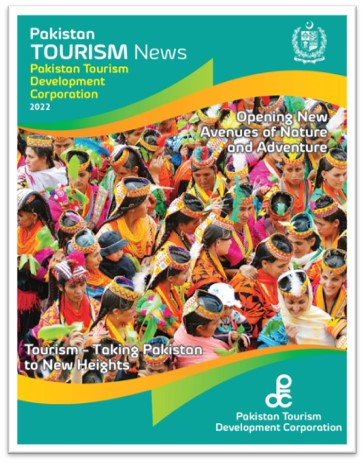 Pakistan
TOURISM News
Pakistan Tourism
Development
Corporation
2022
Opening New
Avenues of Nature
and Adventure
Tourism - Taking Pakistan
to New Heights
Pakistan Tourism
Development Corporation